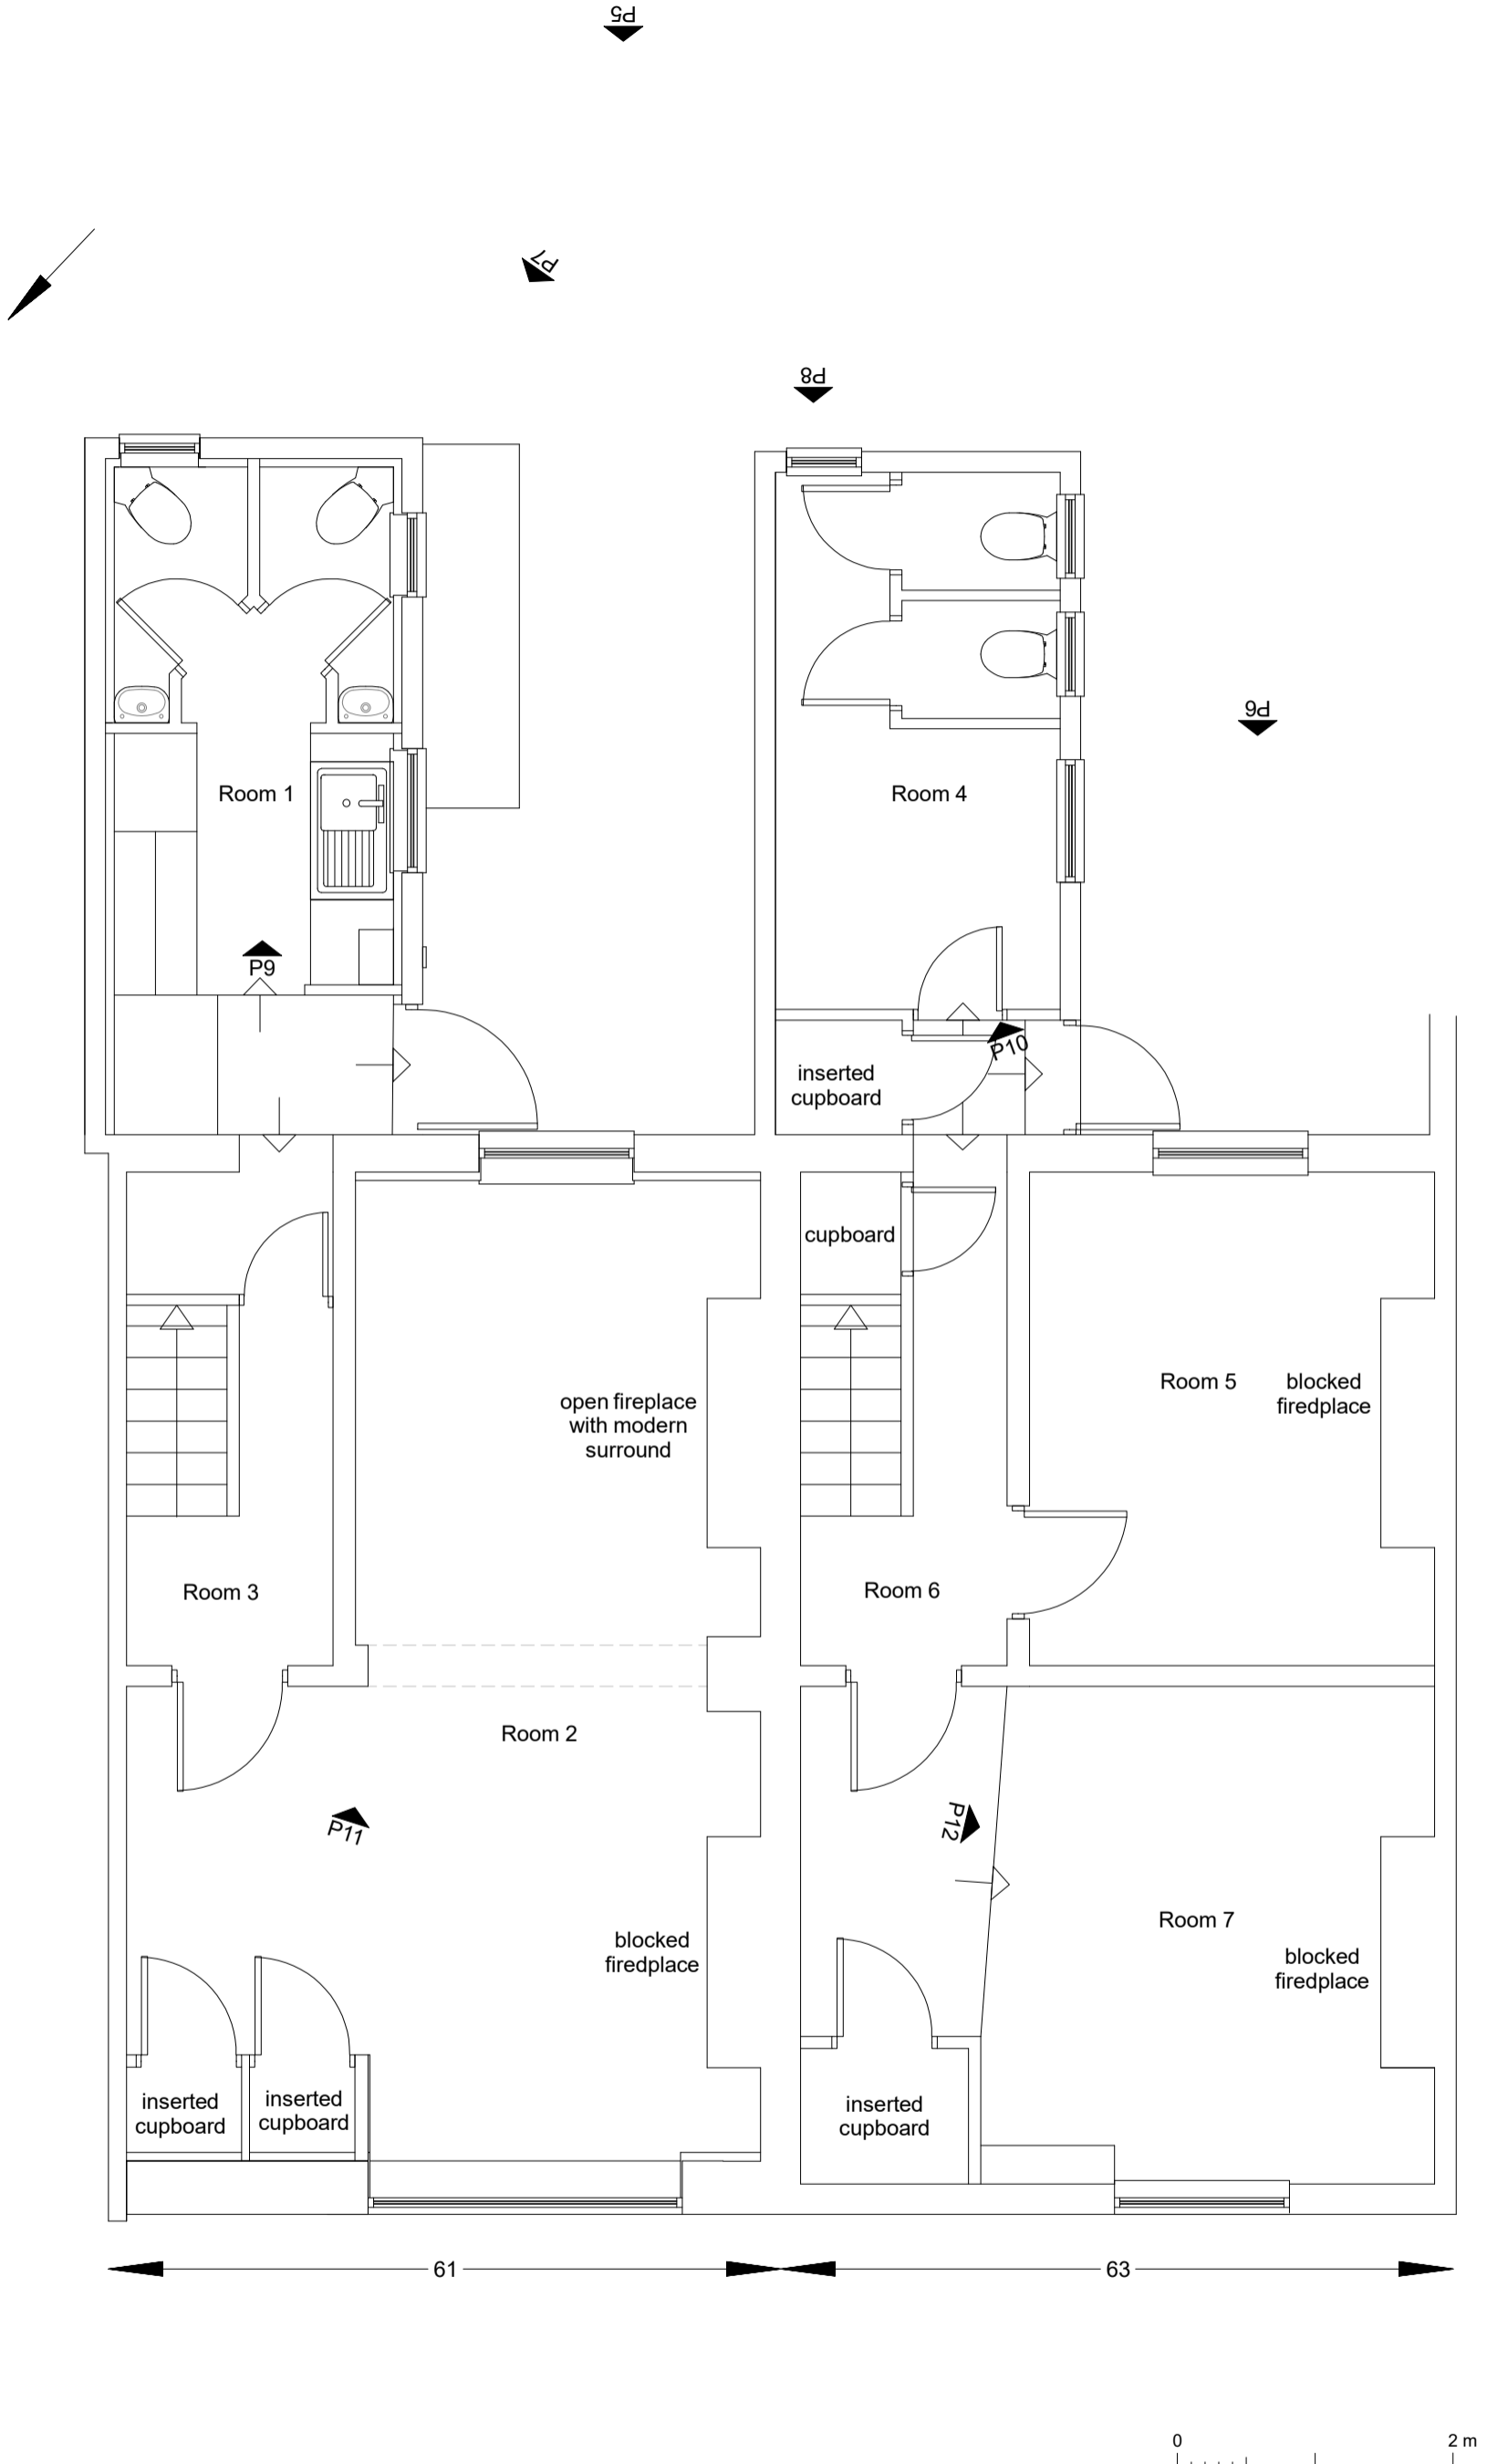 P5
P7
P8
P6
Room 1
Room 4
P9
P10
inserted
cupboard
cupboard
Room 5
blocked
firedplace
open fireplace
with modern
surround
Room 3
Room 6
Room 2
P11
P12
Room 7
blocked
firedplace
blocked
firedplace
inserted
cupboard
inserted
cupboard
inserted
cupboard
61
63
0
2 m